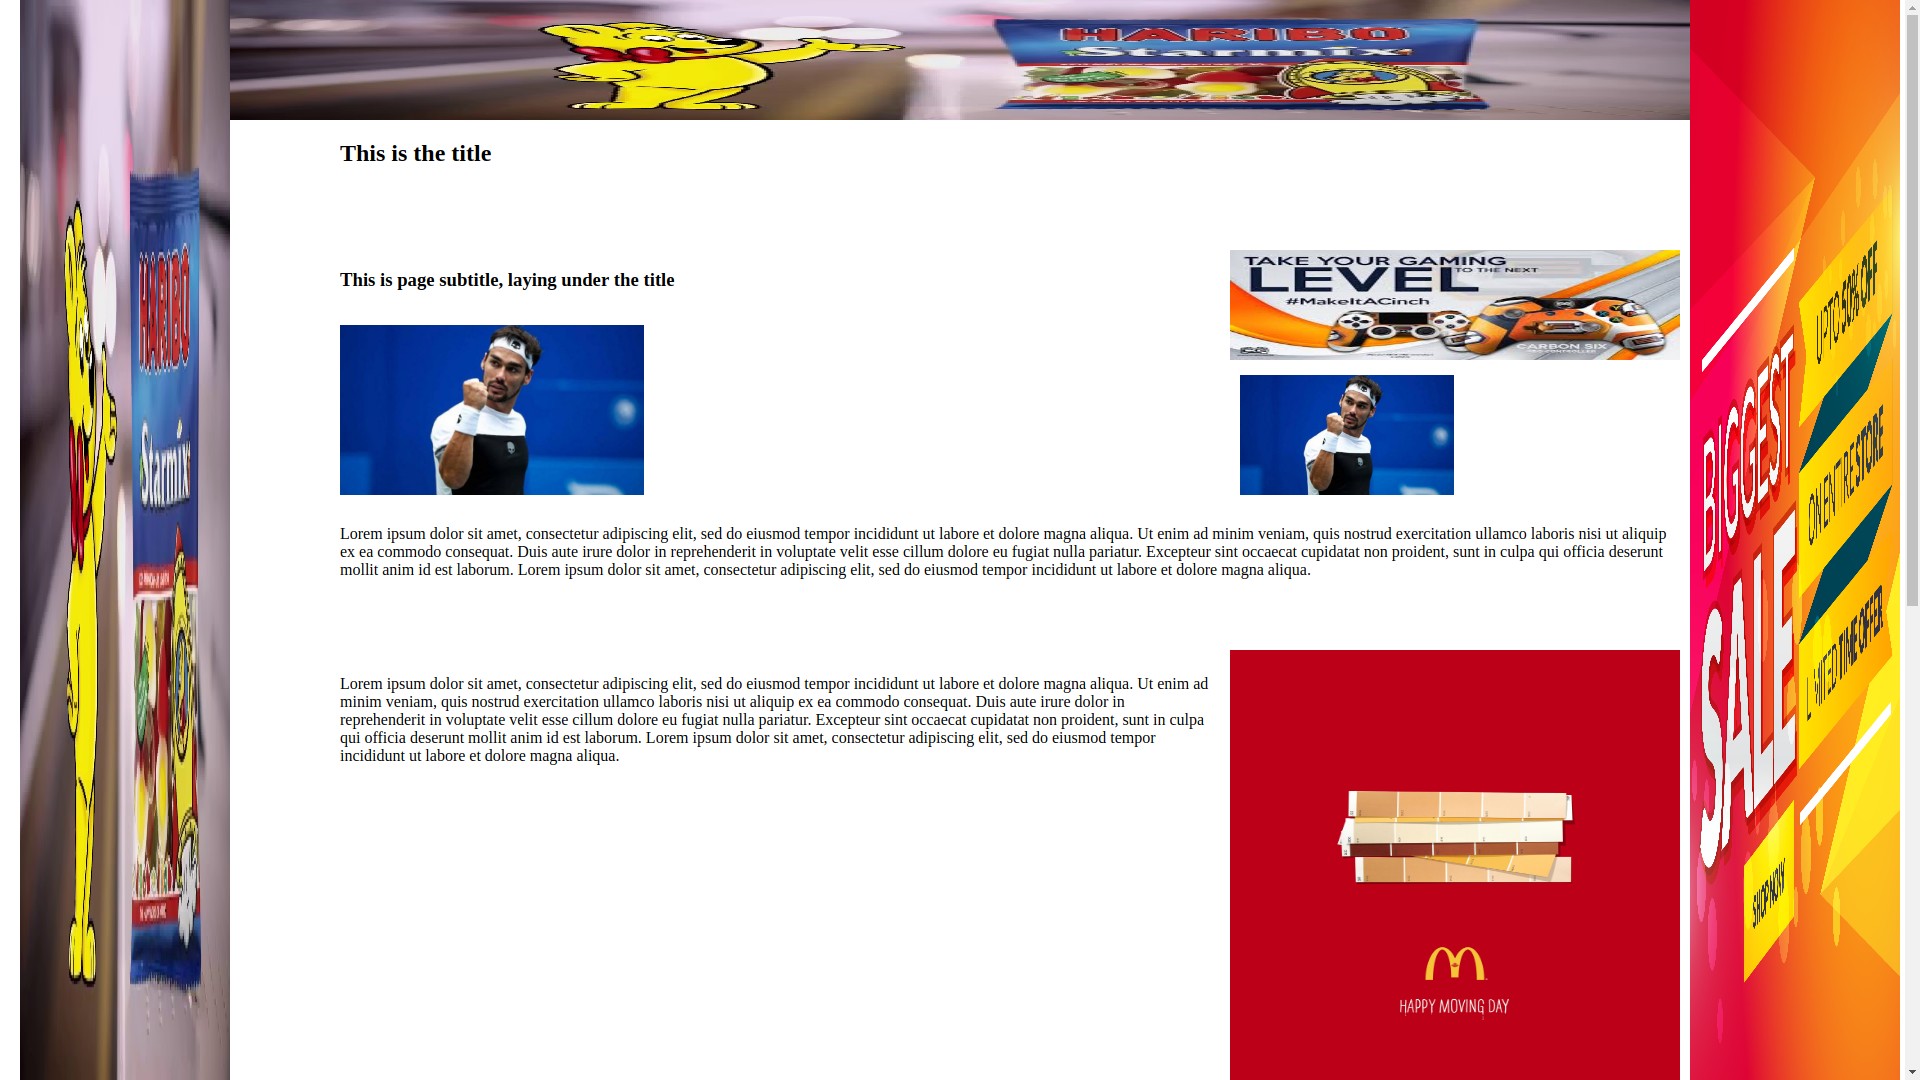 HARIBO
Starmix
This is the title
This is page subtitle, laying under the title
TAKE YOUR GAMING
LEVEL TO THE NEXT
#MakeItACinch
CARBON SIX
Lorem ipsum dolor sit amet, consectetur adipiscing elit, sed do eiusmod tempor incididunt ut labore et dolore magna aliqua. Ut enim ad minim veniam, quis nostrud exercitation ullamco laboris nisi ut aliquip
ex ea commodo consequat. Duis aute irure dolor in reprehenderit in voluptate velit esse cillum dolore eu fugiat nulla pariatur. Excepteur sint occaecat cupidatat non proident, sunt in culpa qui officia deserunt
mollit anim id est laborum. Lorem ipsum dolor sit amet, consectetur adipiscing elit, sed do eiusmod tempor incididunt ut labore et dolore magna aliqua.
Lorem ipsum dolor sit amet, consectetur adipiscing elit, sed do eiusmod tempor incididunt ut labore et dolore magna aliqua. Ut enim ad
minim veniam, quis nostrud exercitation ullamco laboris nisi ut aliquip ex ea commodo consequat. Duis aute irure dolor in
reprehenderit in voluptate velit esse cillum dolore eu fugiat nulla pariatur. Excepteur sint occaecat cupidatat non proident, sunt in culpa
qui officia deserunt mollit anim id est laborum. Lorem ipsum dolor sit amet, consectetur adipiscing elit, sed do eiusmod tempor
incididunt ut labore et dolore magna aliqua.
HAPPY MOVING DAY
HARIBO
Starmix
BIGGEST
SALE
UPTO 50% OFF
ON ENTIRE STORE
LIMITED TIME OFFER
SHOP NOW